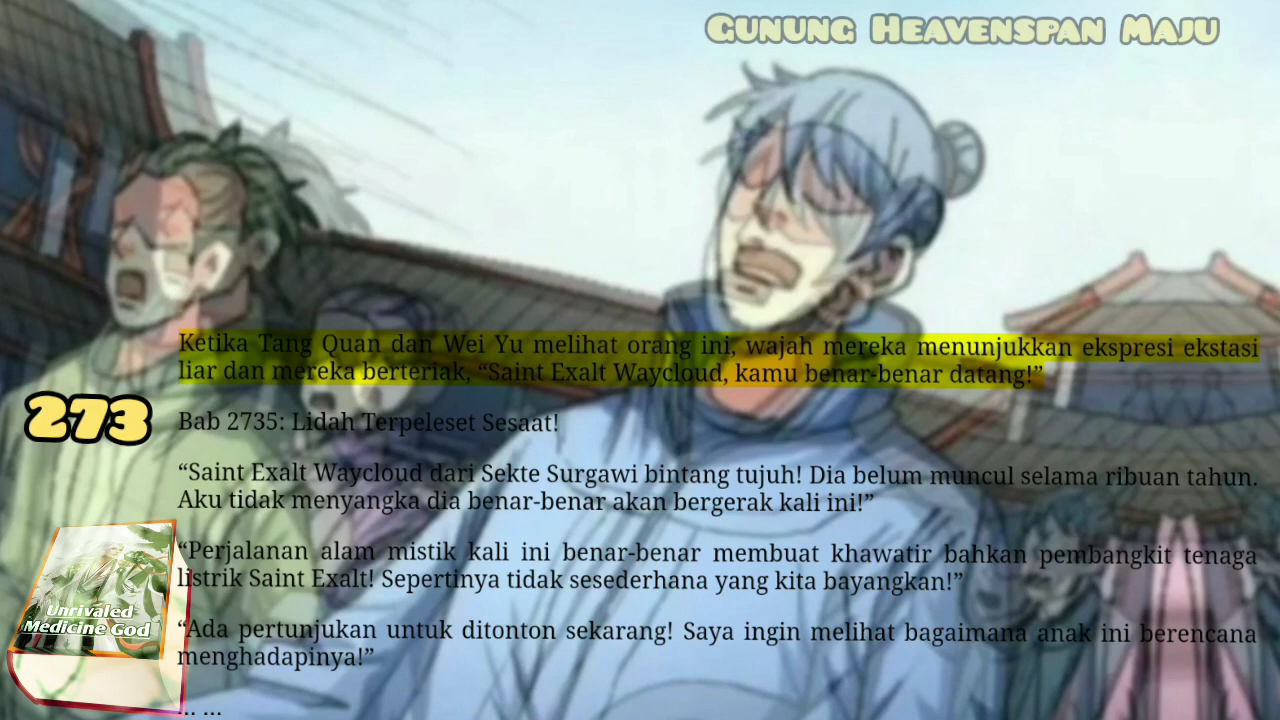 Gunung Heavenspan Maju
Ketika Tang Quan dan Wei Yu melihat orang ini, wajah mereka menunjukkan ekspresi ekstasi
liar dan mereka berteriak, “Saint Exalt Waycloud, kamu benar-benar datang!”
273
Bab 2735: Lidah Terpeleset Sesaat!
“Saint Exalt Waycloud dari Sekte Surgawi bintang tujuh! Dia belum muncul selama ribuan tahun.
Aku tidak menyangka dia benar-benar akan bergerak kali ini!”
“Perjalanan alam mistik kali ini benar-benar membuat khawatir bahkan pembangkit tenaga
listrik Saint Exalt! Sepertinya tidak sesederhana yang kita bayangkan!”
Unrivaled
Medicine God
“Ada pertunjukan untuk ditonton sekarang! Saya ingin melihat bagaimana anak ini berencana
menghadapinya!”
... ...